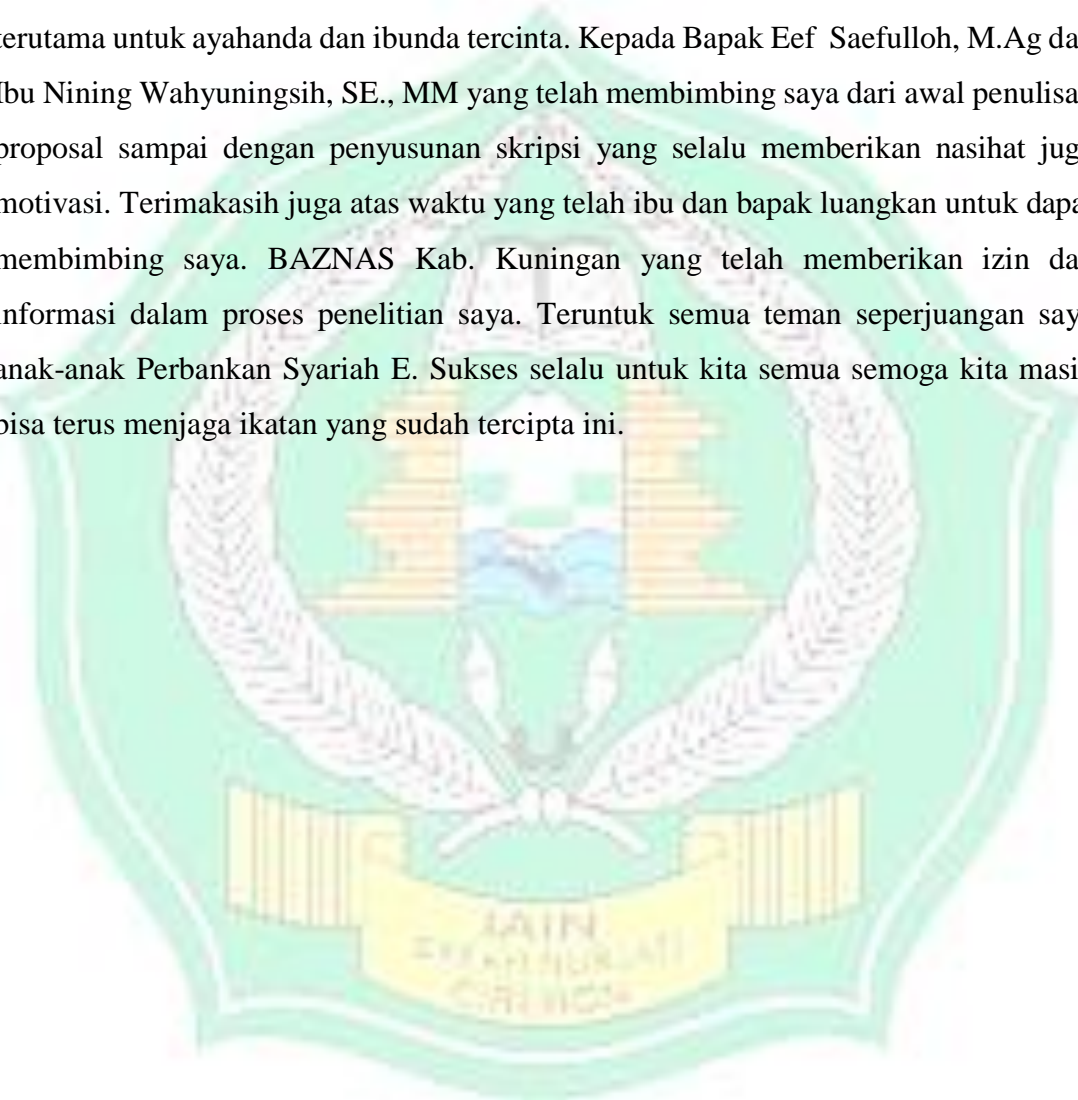 terutama untuk ayahanda dan ibunda tercinta. Kepada Bapak Eef Saefulloh, M.Ag da
Ibu Nining Wahyuningsih, SE., MM yang telah membimbing saya dari awal penulisa
proposal sampai dengan penyusunan skripsi yang selalu memberikan nasihat jug
motivasi. Terimakasih juga atas waktu yang telah ibu dan bapak luangkan untuk dapa
membimbing saya. BAZNAS Kab. Kuningan yang telah memberikan izin da
informasi dalam proses penelitian saya. Teruntuk semua teman seperjuangan say
anak-anak Perbankan Syariah E. Sukses selalu untuk kita semua semoga kita masi
bisa terus menjaga ikatan yang sudah tercipta ini.
IAIN
SYEKH NURJATI
CIREBON